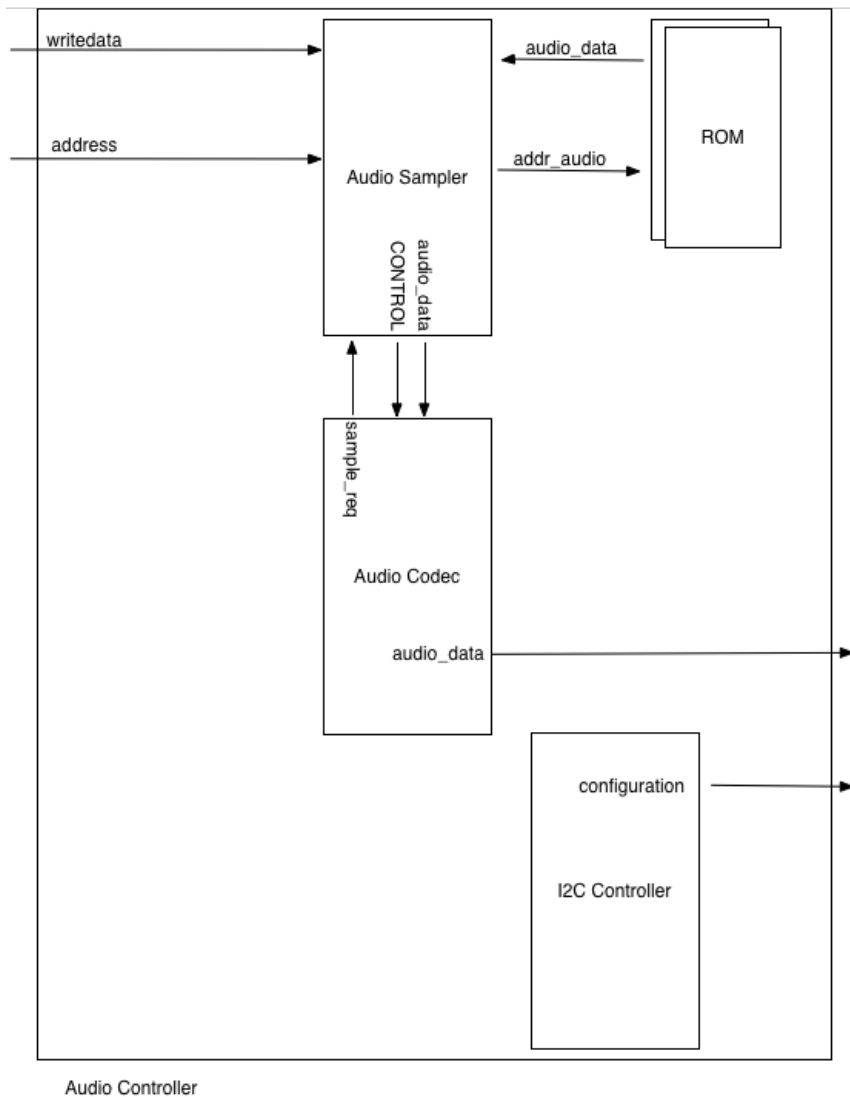 writedata
audio_data
ROM
address
addr_audio
Audio Sampler
CONTROL
audio_data
sample_req
Audio Codec
audio_data
configuration
I2C Controller
Audio Controller